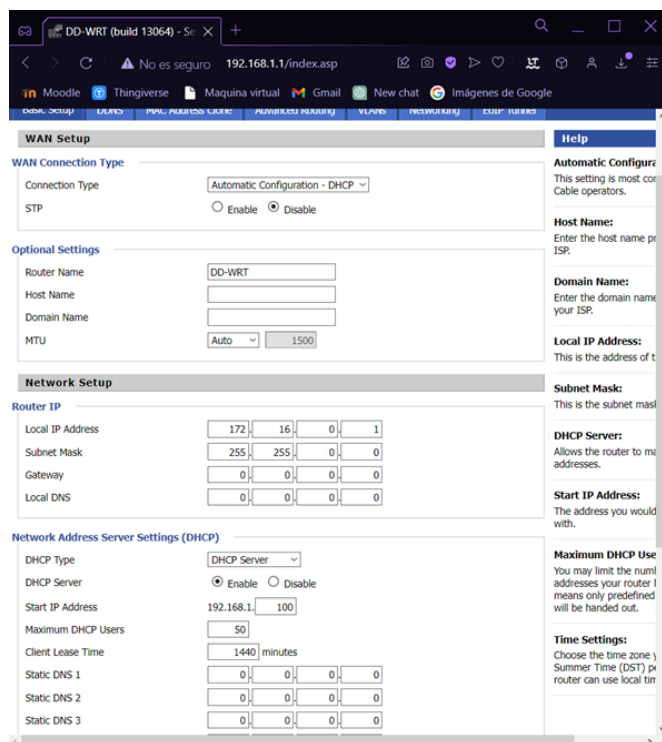 DD-WRT (build 13064) - Se
No es seguro 192.168.1.1/index.asp
Moodle Thingiverse Maquina virtual Gmail New chat Imágenes de Google
Basic Setup DDNS MAC Address Clone Advanced Routing VLANs Networking EoIP Tunnel
WAN Setup
WAN Connection Type
Connection Type Automatic Configuration - DHCP
STP Enable Disable
Optional Settings
Router Name DD-WRT
Host Name
Domain Name
MTU Auto 1500
Network Setup
Router IP
Local IP Address 172. 16. 0. 1
Subnet Mask 255. 255. 0. 0
Gateway 0. 0. 0. 0
Local DNS 0. 0. 0. 0
Network Address Server Settings (DHCP)
DHCP Type DHCP Server
DHCP Server Enable Disable
Start IP Address 192.168.1. 100
Maximum DHCP Users 50
Client Lease Time 1440 minutes
Static DNS 1 0. 0. 0. 0
Static DNS 2 0. 0. 0. 0
Static DNS 3 0. 0. 0. 0
Help
Automatic Configura
This setting is most cor
Cable operators.
Host Name:
Enter the host name pr
ISP.
Domain Name:
Enter the domain name
your ISP.
Local IP Address:
This is the address of t
Subnet Mask:
This is the subnet mask
DHCP Server:
Allows the router to ma
addresses.
Start IP Address:
The address you would
with.
Maximum DHCP Use
You may limit the numb
addresses your router h
means only predefined
will be handed out.
Time Settings:
Choose the time zone y
Summer Time (DST) pe
router can use local tim